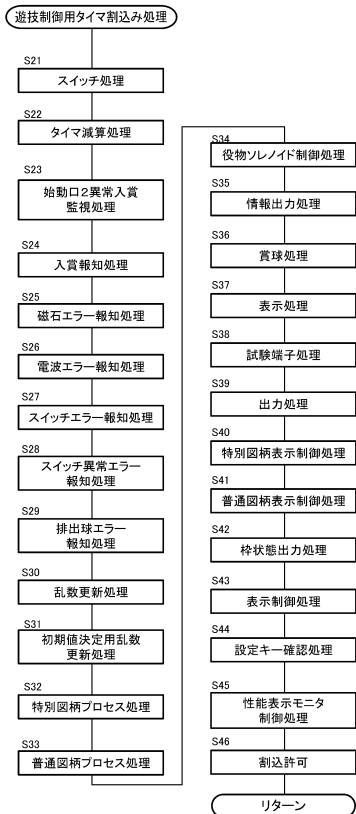 遊技制御用タイマ割込み処理
S21
スイッチ処理
S22
タイマ減算処理
S23
始動口2異常入賞
監視処理
S24
入賞報知処理
S25
磁石エラー報知処理
S26
電波エラー報知処理
S27
スイッチエラー報知処理
S28
スイッチ異常エラー
報知処理
S29
排出球エラー
報知処理
S30
乱数更新処理
S31
初期値決定用乱数
更新処理
S32
特別図柄プロセス処理
S33
普通図柄プロセス処理
S34
役物ソレノイド制御処理
S35
情報出力処理
S36
賞球処理
S37
表示処理
S38
試験端子処理
S39
出力処理
S40
特別図柄表示制御処理
S41
普通図柄表示制御処理
S42
枠状態出力処理
S43
表示制御処理
S44
設定キー確認処理
S45
性能表示モニタ
制御処理
S46
割込許可
リターン